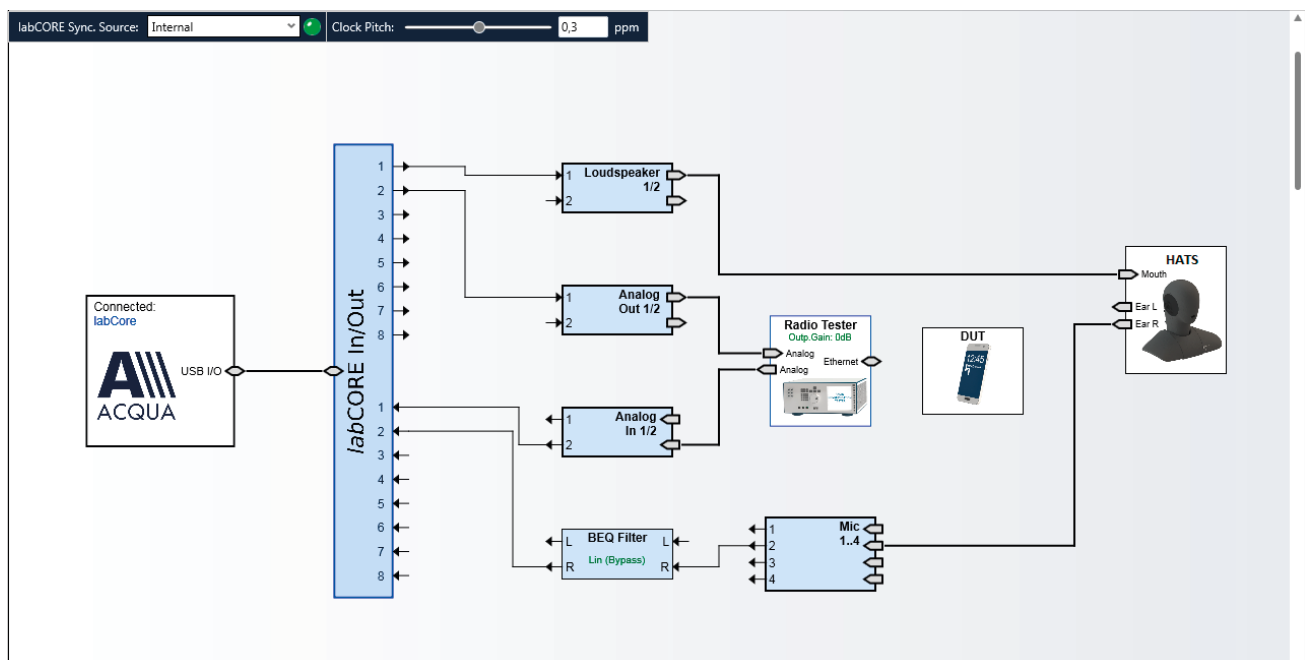 labCORE Sync. Source: Internal Clock Pitch: 0,3 ppm
labCORE In/Out
1
2
3
4
5
6
7
8
1
2
3
4
5
6
7
8
Connected:
labCore
USB I/O
ACQUA
Loudspeaker
1/2
1
2
Analog
Out 1/2
1
2
Analog
In 1/2
1
2
BEQ Filter
L L
Lin (Bypass)
R R
Radio Tester
Outp.Gain: 0dB
Analog
Ethernet
Analog
DUT
12:45
Mic
1..4
1
2
3
4
HATS
Mouth
Ear L
Ear R